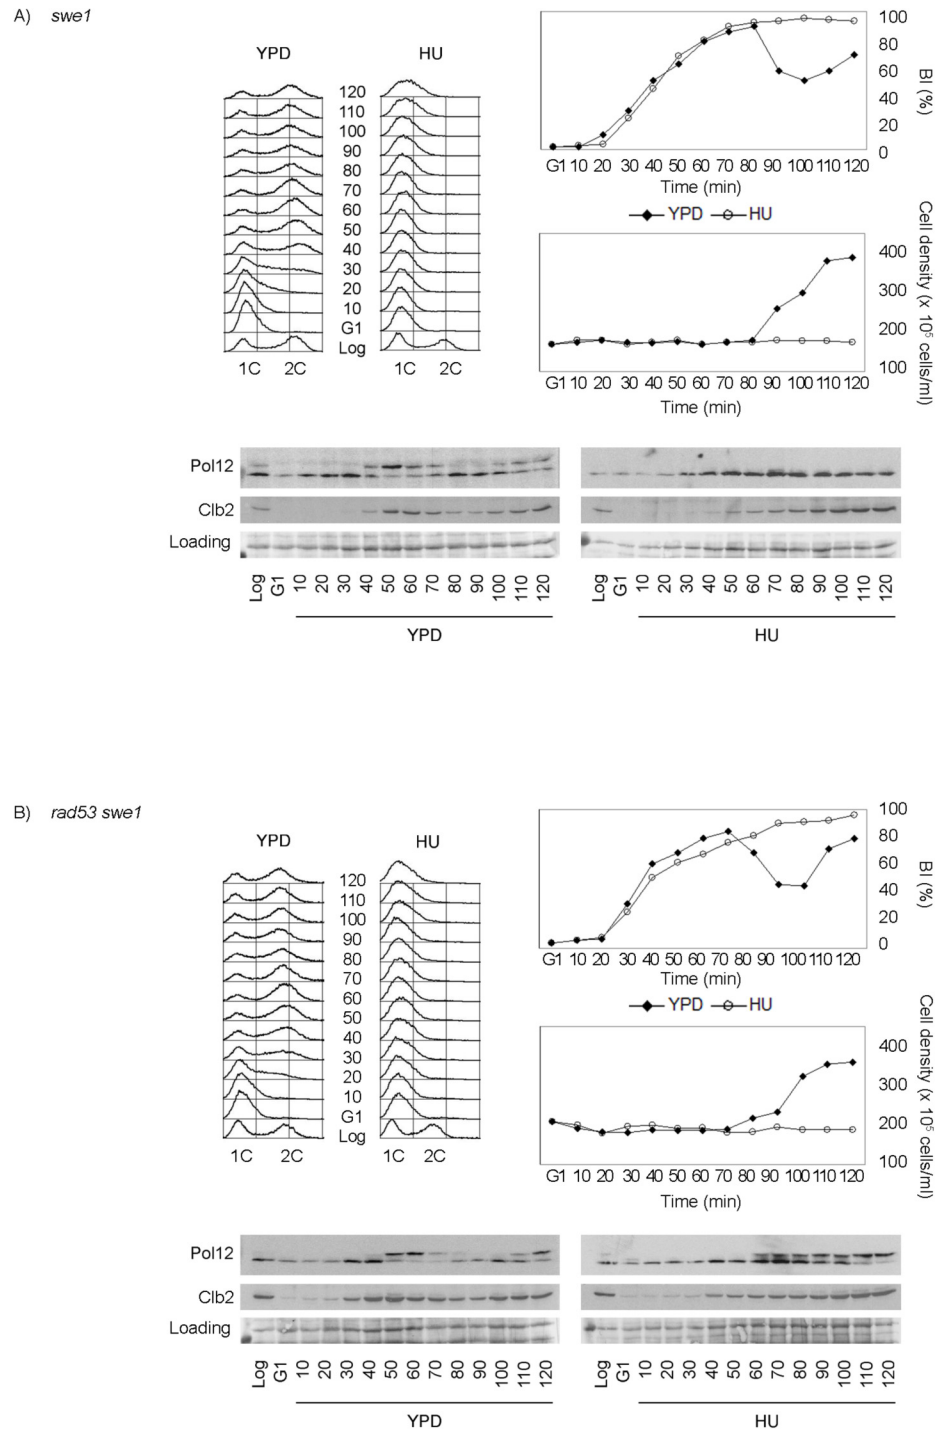 A) swe1
YPD
HU
120
110
100
90
80
70
60
50
40
30
20
10
G1
Log
1C 2C
1C 2C
100
80
60
40
20
0
BI (%)
G1 10 20 30 40 50 60 70 80 90 100 110 120
Time (min)
YPD HU
400
300
200
100
Cell density (x 10⁵ cells/ml)
G1 10 20 30 40 50 60 70 80 90 100 110 120
Time (min)
Pol12
Clb2
Loading
Log G1 10 20 30 40 50 60 70 80 90 100 110 120
YPD
Log G1 10 20 30 40 50 60 70 80 90 100 110 120
HU
B) rad53 swe1
YPD
HU
120
110
100
90
80
70
60
50
40
30
20
10
G1
Log
1C 2C
1C 2C
100
80
60
40
20
0
BI (%)
G1 10 20 30 40 50 60 70 80 90 100 110 120
Time (min)
YPD HU
400
300
200
100
Cell density (x 10⁵ cells/ml)
G1 10 20 30 40 50 60 70 80 90 100 110 120
Time (min)
Pol12
Clb2
Loading
Log G1 10 20 30 40 50 60 70 80 90 100 110 120
YPD
Log G1 10 20 30 40 50 60 70 80 90 100 110 120
HU